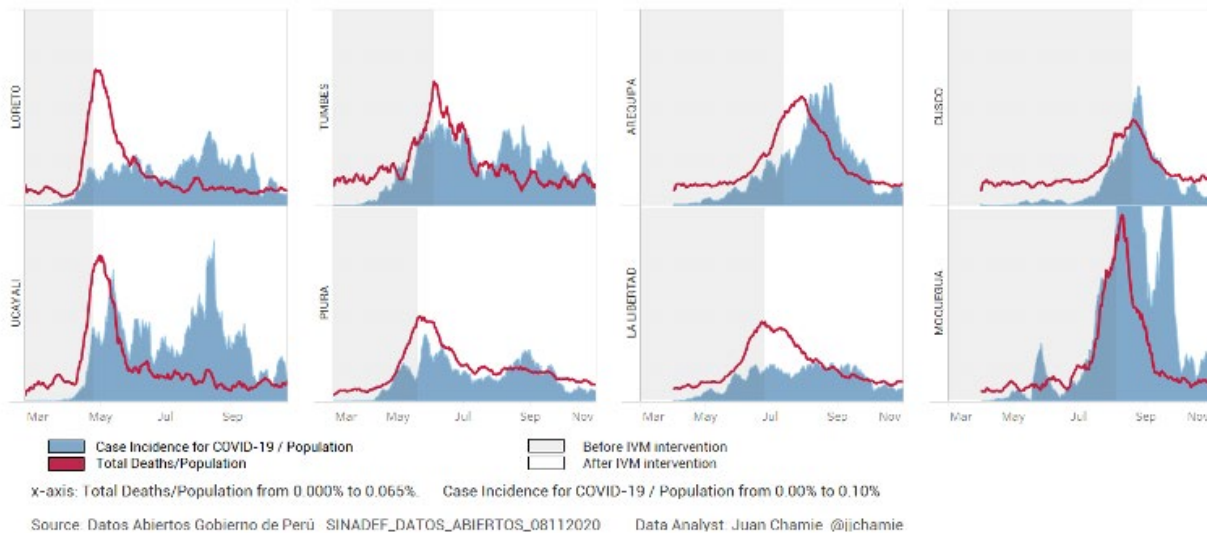 LORETO
TUMBES
AREQUIPA
CUSCO
UCAYALI
PIURA
LA LIBERTAD
MOQUEGUA
Mar May Jul Sep
Mar May Jul Sep Nov
Mar May Jul Sep Nov
Mar May Jul Sep Nov
Case Incidence for COVID-19 / Population
Before IVM intervention
Total Deaths/Population
After IVM intervention
x-axis: Total Deaths/Population from 0.000% to 0.065%. Case Incidence for COVID-19 / Population from 0.00% to 0.10%
Source: Datos Abiertos Gobierno de Perú SINADEF_DATOS_ABIERTOS_08112020 Data Analyst: Juan Chamie @jjchamie